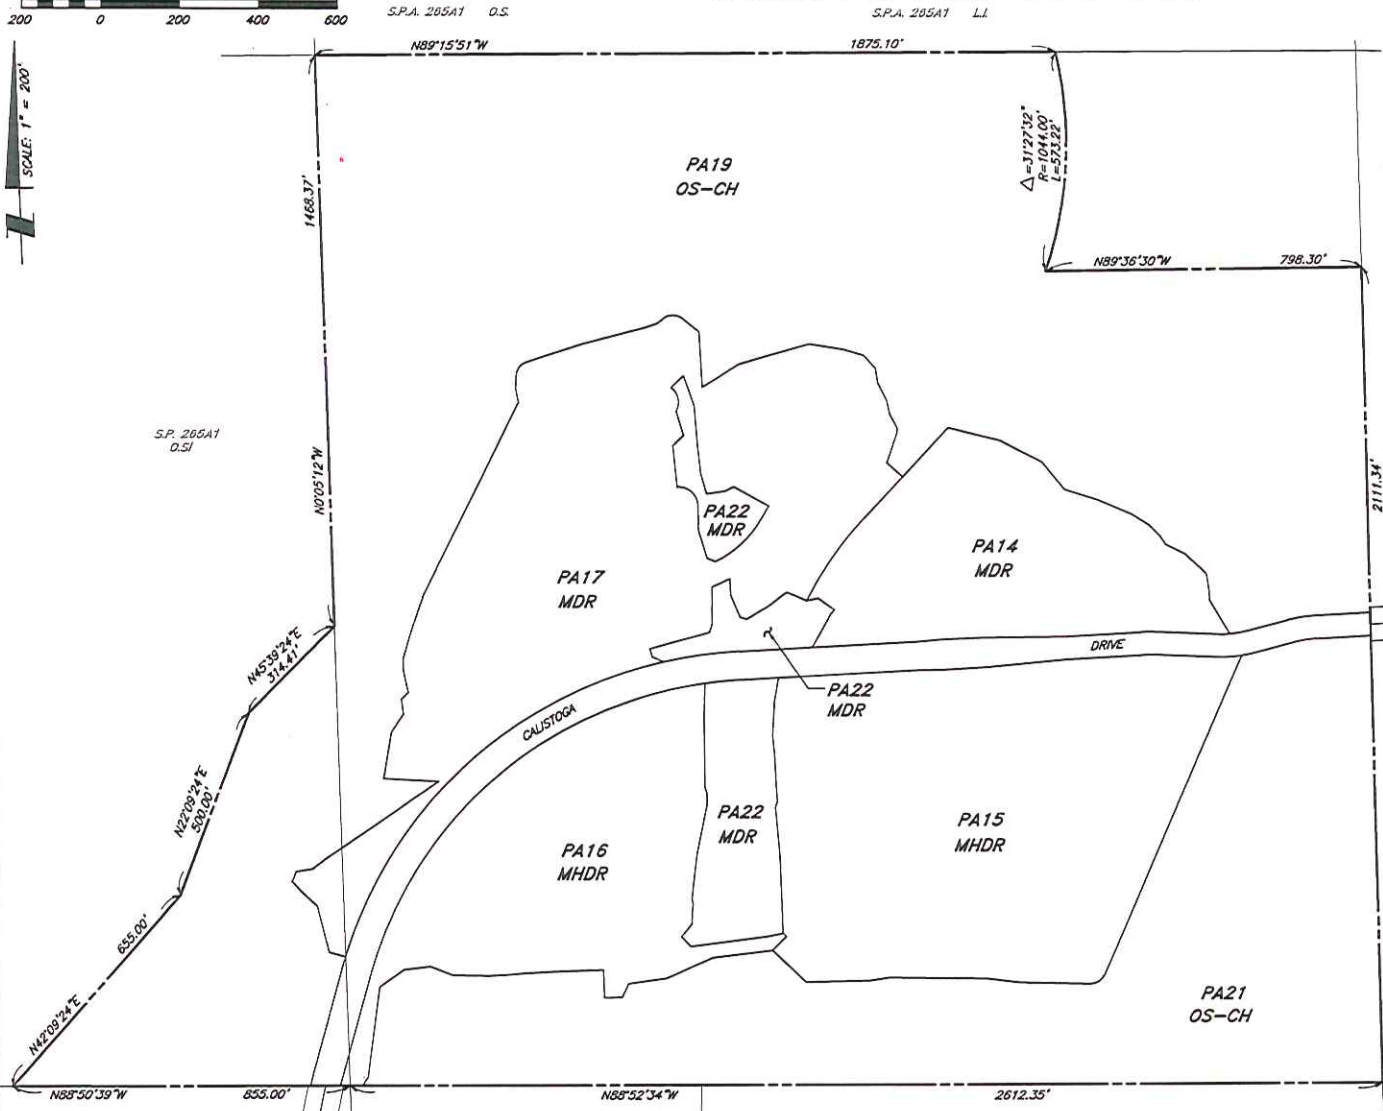 200 0 200 400 600
SCALE: 1" = 200'
S.P.A. 265A1 O.S.
S.P.A. 265A1 L.I.
N89°15'51"W 1875.10'
1468.37'
N0°05'12"W
PA19
OS-CH
Δ=31°27'32"
R=1044.00'
L=573.22'
N89°36'30"W 798.30'
2111.34'
S.P. 265A1
O.S/
PA22
MDR
PA14
MDR
PA17
MDR
N45°39'24"E
314.41'
DRIVE
PA22
MDR
CALISTOGA
N22°09'24"E
500.00'
PA22
MDR
PA15
MHDR
PA16
MHDR
655.00'
N42°09'24"E
PA21
OS-CH
N88°50'39"W 855.00'
N88°52'34"W 2612.35'